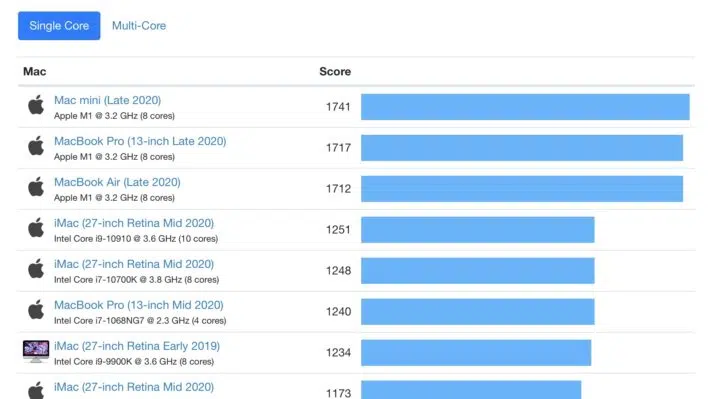 Single Core Multi-Core
Mac Score
Mac mini (Late 2020)
Apple M1 @ 3.2 GHz (8 cores)
1741
MacBook Pro (13-inch Late 2020)
Apple M1 @ 3.2 GHz (8 cores)
1717
MacBook Air (Late 2020)
Apple M1 @ 3.2 GHz (8 cores)
1712
iMac (27-inch Retina Mid 2020)
Intel Core i9-10910 @ 3.6 GHz (10 cores)
1251
iMac (27-inch Retina Mid 2020)
Intel Core i7-10700K @ 3.8 GHz (8 cores)
1248
MacBook Pro (13-inch Mid 2020)
Intel Core i7-1068NG7 @ 2.3 GHz (4 cores)
1240
iMac (27-inch Retina Early 2019)
Intel Core i9-9900K @ 3.6 GHz (8 cores)
1234
iMac (27-inch Retina Mid 2020)
1173